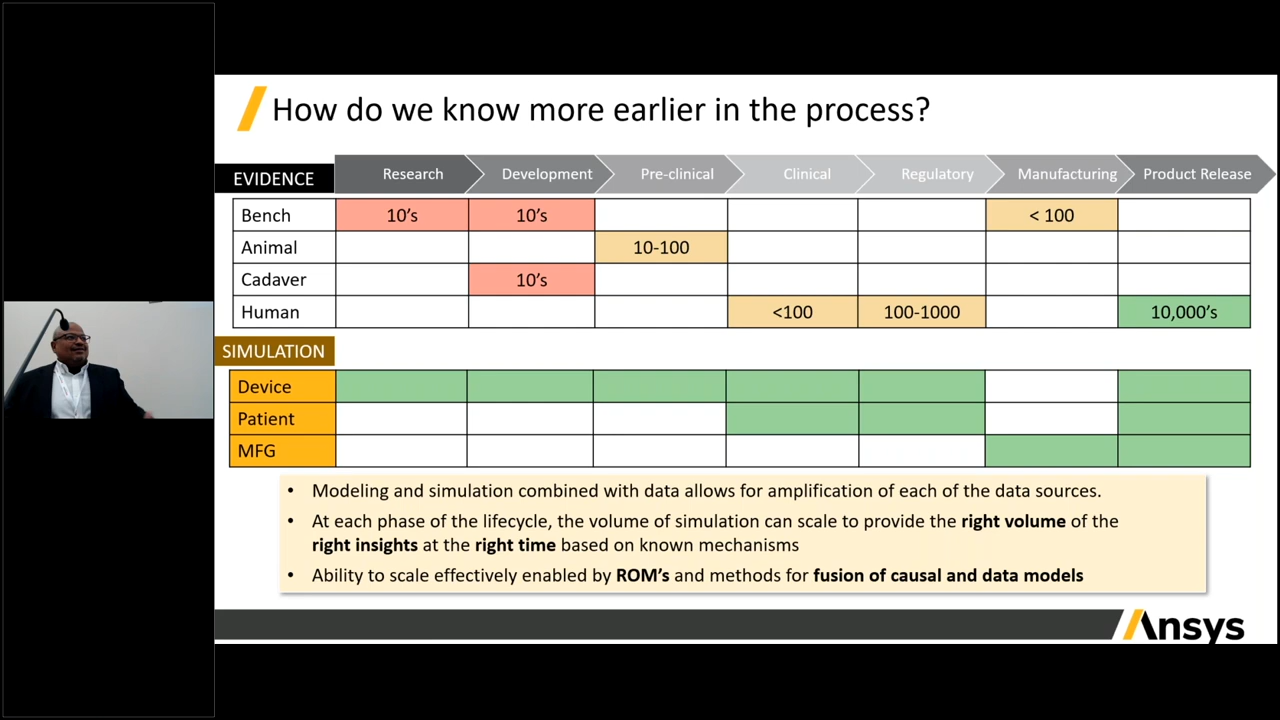 How do we know more earlier in the process?
EVIDENCE Research Development Pre-clinical Clinical Regulatory Manufacturing Product Release
Bench 10's 10's < 100
Animal 10-100
Cadaver 10's
Human <100 100-1000 10,000's
SIMULATION
Device
Patient
MFG
• Modeling and simulation combined with data allows for amplification of each of the data sources.
• At each phase of the lifecycle, the volume of simulation can scale to provide the right volume of the
right insights at the right time based on known mechanisms
• Ability to scale effectively enabled by ROM's and methods for fusion of causal and data models
Ansys